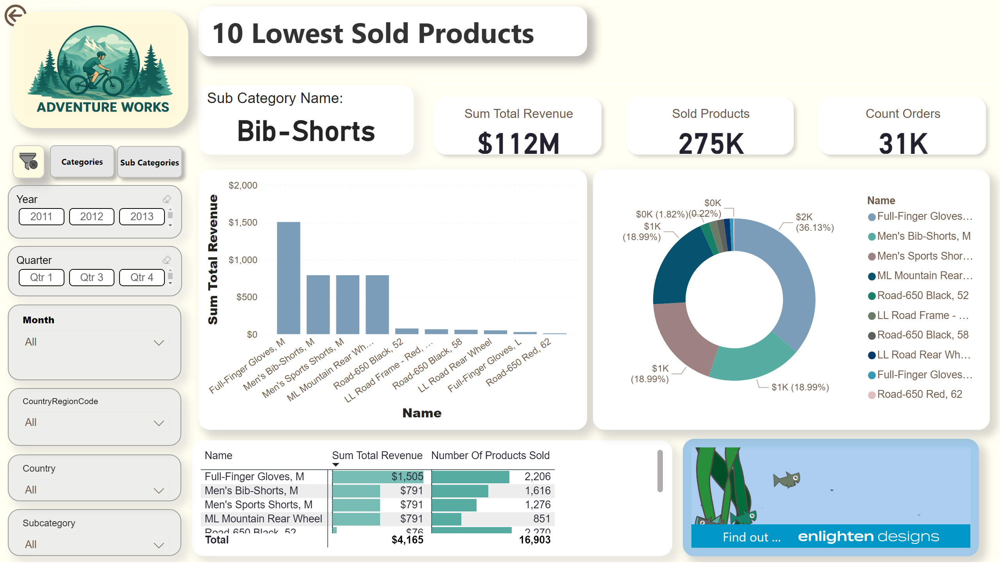 10 Lowest Sold Products
ADVENTURE WORKS
Sub Category Name:
Bib-Shorts
Sum Total Revenue
$112M
Sold Products
275K
Count Orders
31K
Categories
Sub Categories
Year
2011
2012
2013
Quarter
Qtr 1
Qtr 3
Qtr 4
Month
All
CountryRegionCode
All
Country
All
Subcategory
All
Sum Total Revenue
$2,000
$1,500
$1,000
$500
$0
Full-Finger Gloves, M
Men's Bib-Shorts, M
Men's Sports Shorts, M
ML Mountain Rear Wh...
Road-650 Black, 52
LL Road Frame - Red, ...
Road-650 Black, 58
LL Road Rear Wheel
Full-Finger Gloves, L
Road-650 Red, 62
Name
$0K
(0.22%)
$0K (1.82%)
$1K
(18.99%)
$2K
(36.13%)
$1K
(18.99%)
$1K (18.99%)
Name
Full-Finger Gloves...
Men's Bib-Shorts, M
Men's Sports Shor...
ML Mountain Rear...
Road-650 Black, 52
LL Road Frame - ...
Road-650 Black, 58
LL Road Rear Wh...
Full-Finger Gloves...
Road-650 Red, 62
Name Sum Total Revenue Number Of Products Sold
Full-Finger Gloves, M $1,505 2,206
Men's Bib-Shorts, M $791 1,616
Men's Sports Shorts, M $791 1,276
ML Mountain Rear Wheel $791 851
Road-650 Black, 52 $76 2,270
Total $4,165 16,903
Find out ... enlighten designs